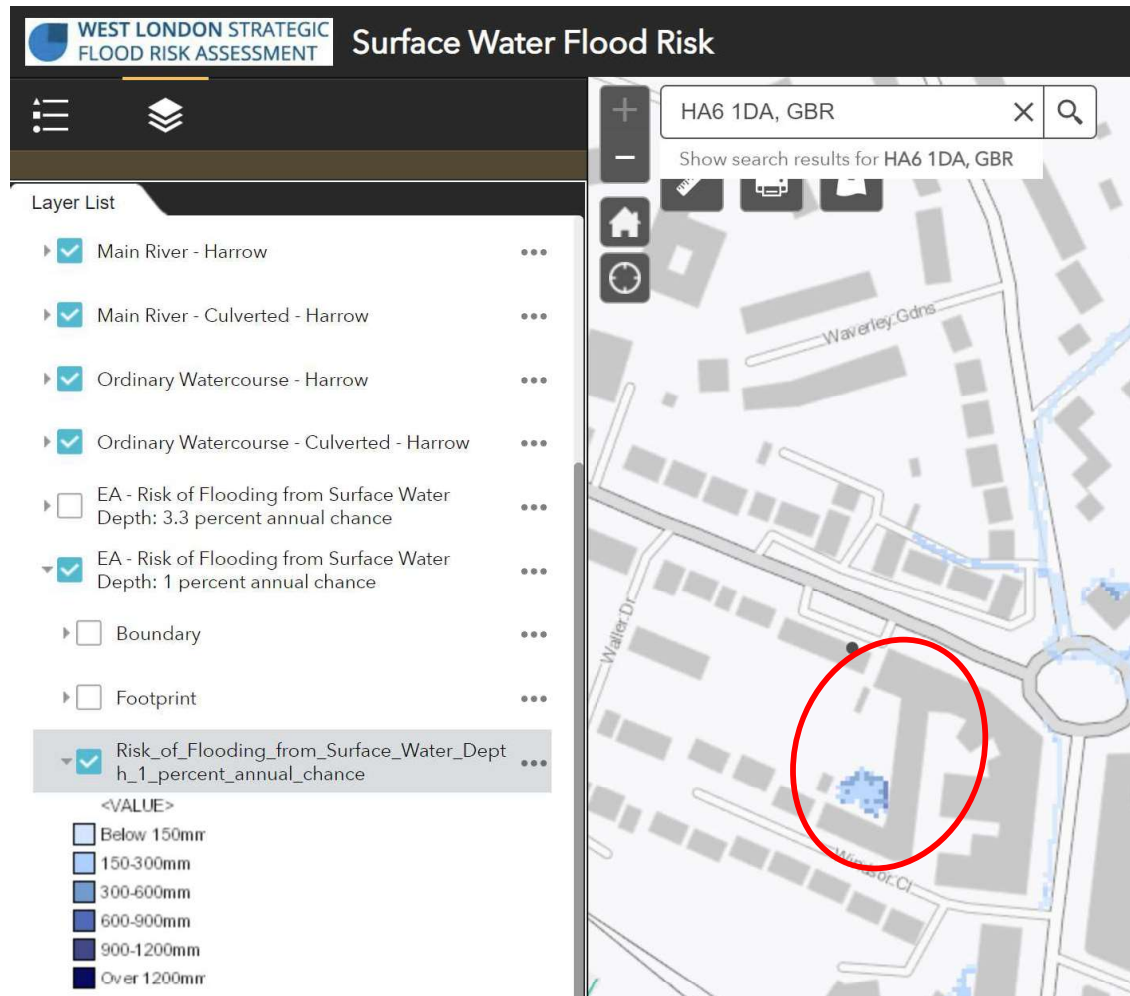 WEST LONDON STRATEGIC
FLOOD RISK ASSESSMENT
Surface Water Flood Risk
HA6 1DA, GBR
Show search results for HA6 1DA, GBR
Layer List
Main River - Harrow
Main River - Culverted - Harrow
Ordinary Watercourse - Harrow
Ordinary Watercourse - Culverted - Harrow
EA - Risk of Flooding from Surface Water
Depth: 3.3 percent annual chance
EA - Risk of Flooding from Surface Water
Depth: 1 percent annual chance
Boundary
Footprint
Risk_of_Flooding_from_Surface_Water_Dept
h_1_percent_annual_chance
<VALUE>
Below 150mm
150-300mm
300-600mm
600-900mm
900-1200mm
Over 1200mm
Waverley Gdns
Waller Dr
Windsor Cl